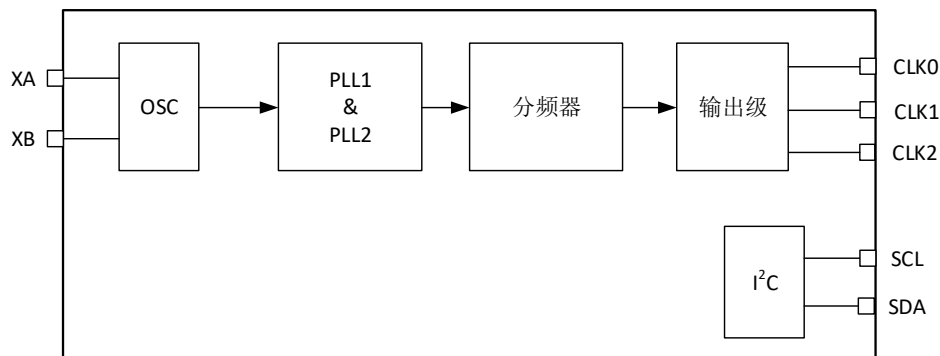 XA
XB
OSC
PLL1
&
PLL2
分频器
输出级
CLK0
CLK1
CLK2
I²C
SCL
SDA